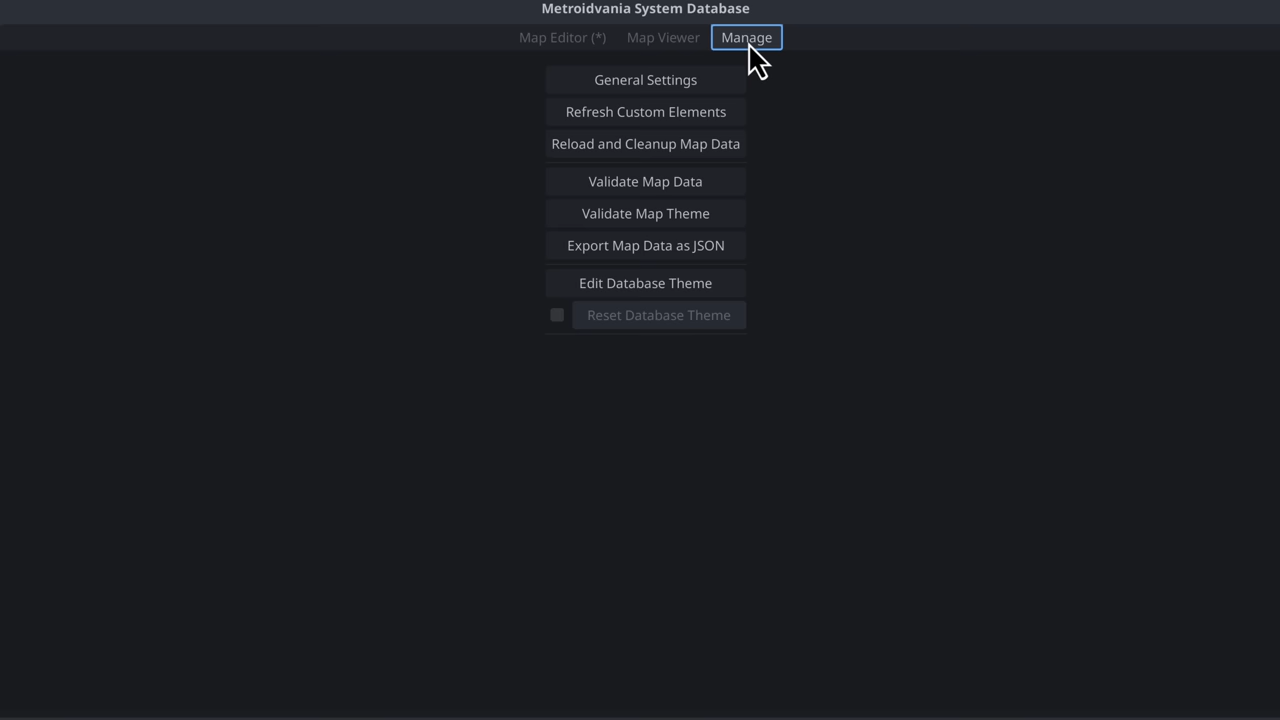 Metroidvania System Database
Map Editor (*) Map Viewer Manage
General Settings
Refresh Custom Elements
Reload and Cleanup Map Data
Validate Map Data
Validate Map Theme
Export Map Data as JSON
Edit Database Theme
Reset Database Theme